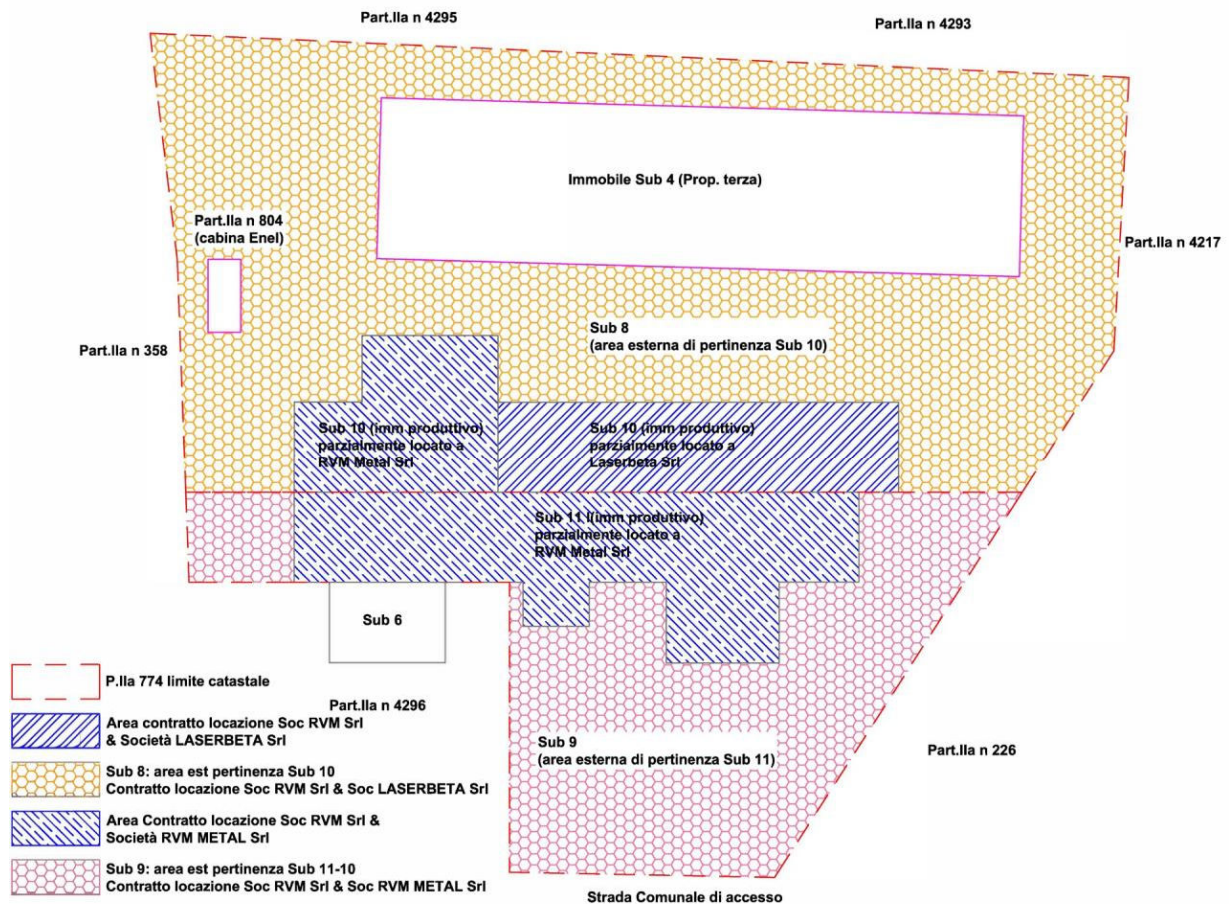 Part.lla n 4295
Part.lla n 4293
Immobile Sub 4 (Prop. terza)
Part.lla n 804
(cabina Enel)
Part.lla n 4217
Sub 8
(area esterna di pertinenza Sub 10)
Part.lla n 358
Sub 10 (imm produttivo)
parzialmente locato a
RVM Metal Srl
Sub 10 (imm produttivo)
parzialmente locato a
Laserbeta Srl
Sub 11 I(imm produttivo)
parzialmente locato a
RVM Metal Srl
Sub 6
P.lla 774 limite catastale
Part.lla n 4296
Area contratto locazione Soc RVM Srl
& Società LASERBETA Srl
Sub 9
(area esterna di pertinenza Sub 11)
Part.lla n 226
Sub 8: area est pertinenza Sub 10
Contratto locazione Soc RVM Srl & Soc LASERBETA Srl
Area Contratto locazione Soc RVM Srl &
Società RVM METAL Srl
Sub 9: area est pertinenza Sub 11-10
Contratto locazione Soc RVM Srl & Soc RVM METAL Srl
Strada Comunale di accesso